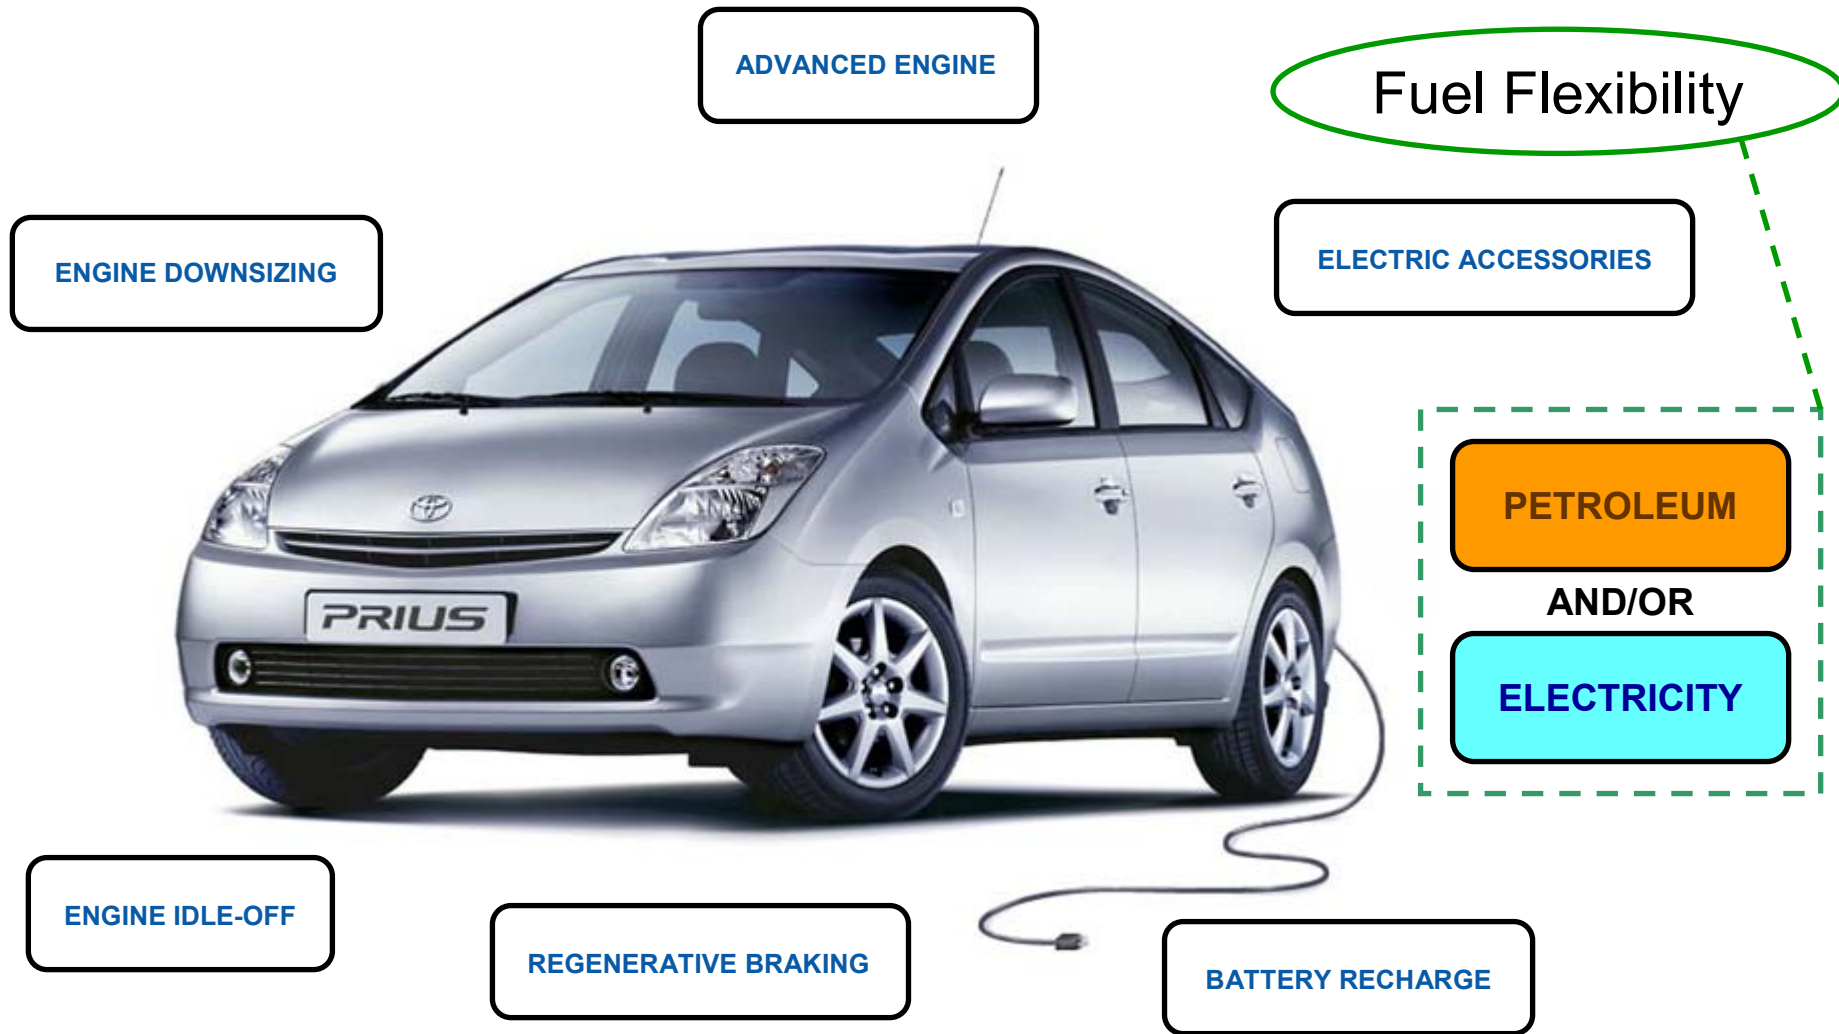 ADVANCED ENGINE
Fuel Flexibility
ENGINE DOWNSIZING
ELECTRIC ACCESSORIES
PETROLEUM
AND/OR
ELECTRICITY
PRIUS
ENGINE IDLE-OFF
REGENERATIVE BRAKING
BATTERY RECHARGE